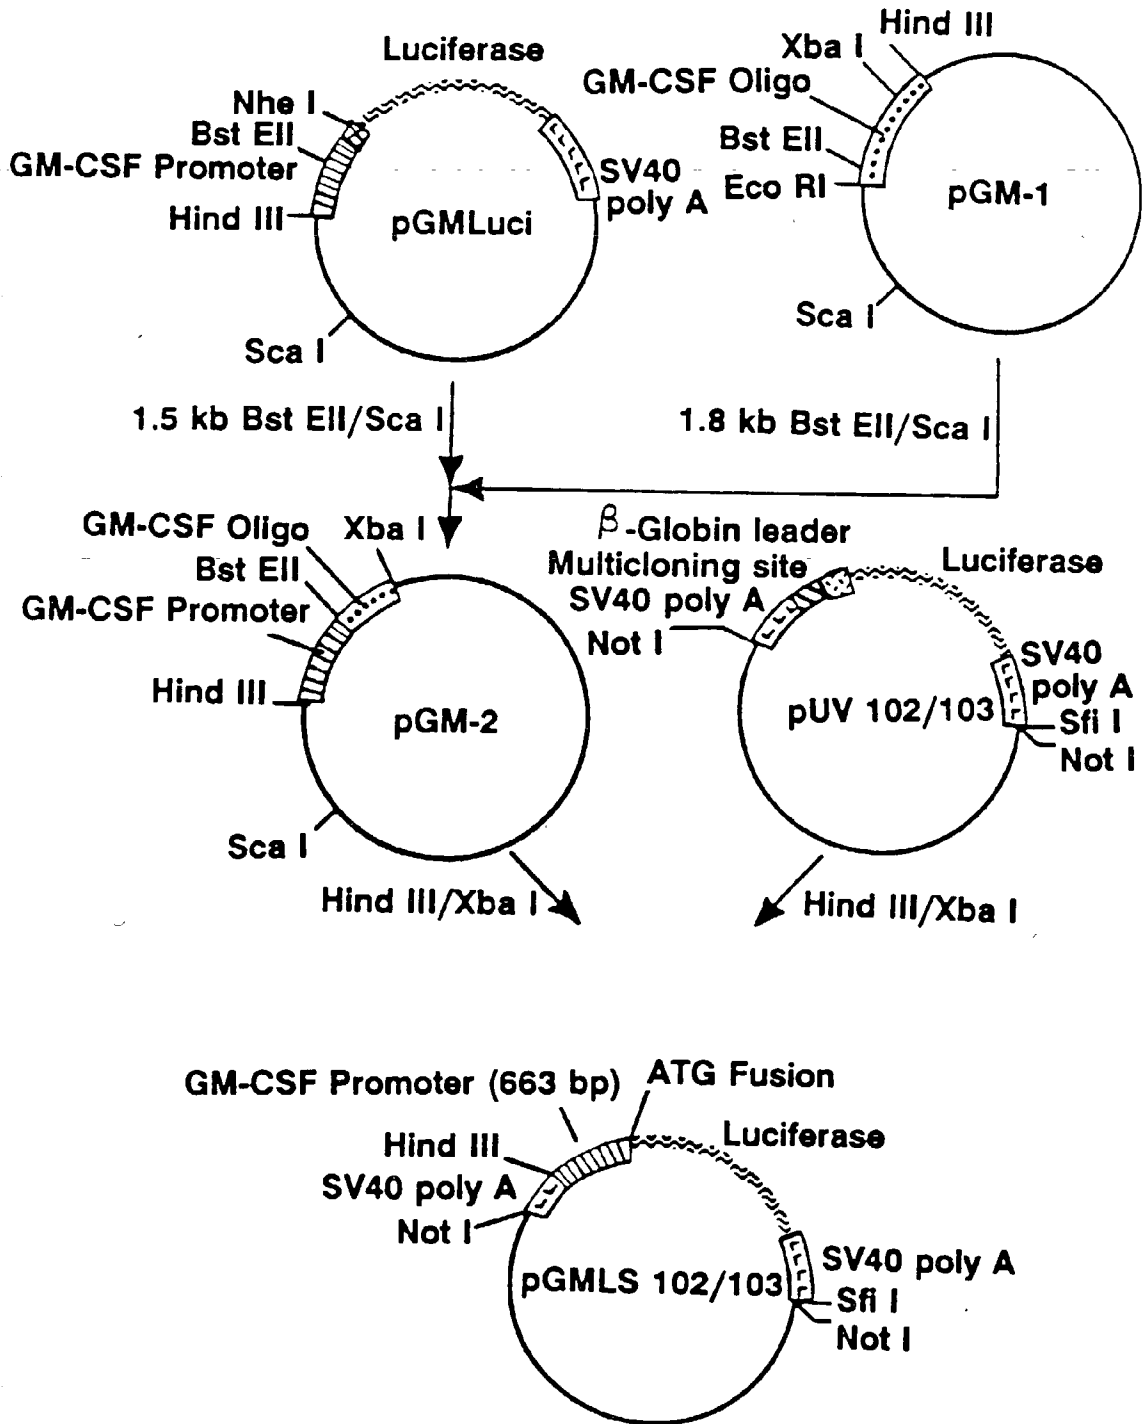 Luciferase
Nhe I
Bst EII
GM-CSF Promoter
Hind III
SV40
poly A
pGMLuci
Sca I
Hind III
Xba I
GM-CSF Oligo
Bst EII
Eco RI
pGM-1
Sca I
1.5 kb Bst EII/Sca I
1.8 kb Bst EII/Sca I
GM-CSF Oligo
Xba I
Bst EII
GM-CSF Promoter
Hind III
pGM-2
Sca I
Hind III/Xba I
β-Globin leader
Multicloning site
SV40 poly A
Not I
Luciferase
SV40
poly A
pUV 102/103
Sfi I
Not I
Hind III/Xba I
GM-CSF Promoter (663 bp)
ATG Fusion
Hind III
Luciferase
SV40 poly A
Not I
pGMLS 102/103
SV40 poly A
Sfi I
Not I